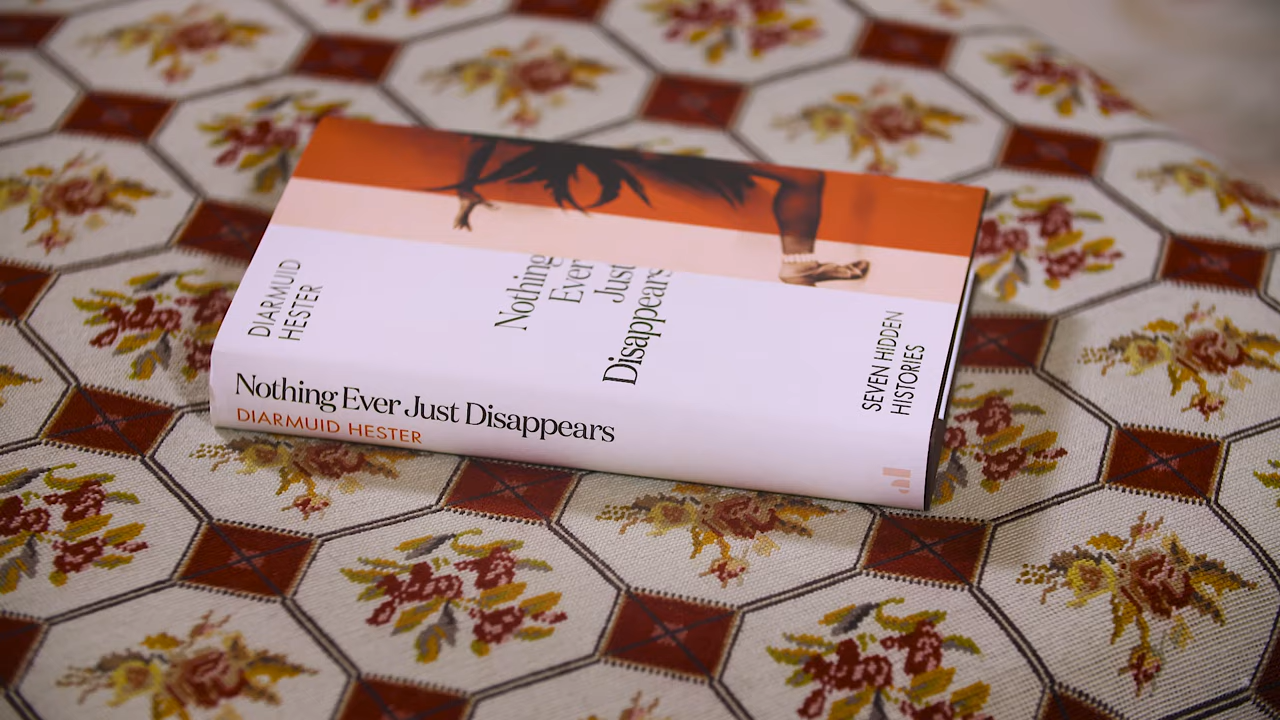 DIARMUID
HESTER
Nothing
Ever
Just
Disappears
SEVEN HIDDEN
HISTORIES
Nothing Ever Just Disappears
DIARMUID HESTER